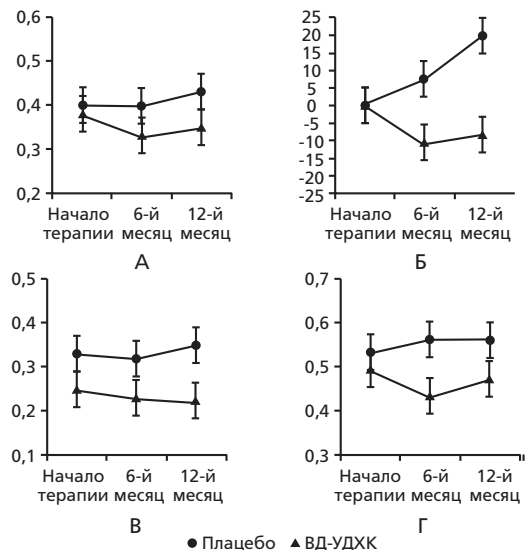 0,6
0,5
0,4
0,3
0,2
Начало терапии
6-й месяц
12-й месяц
А
25
20
15
10
5
0
-5
-10
-15
-20
-25
Начало терапии
6-й месяц
12-й месяц
Б
0,5
0,4
0,3
0,2
0,1
Начало терапии
6-й месяц
12-й месяц
В
0,7
0,6
0,5
0,4
0,3
Начало терапии
6-й месяц
12-й месяц
Г
Плацебо ВД-УДХК